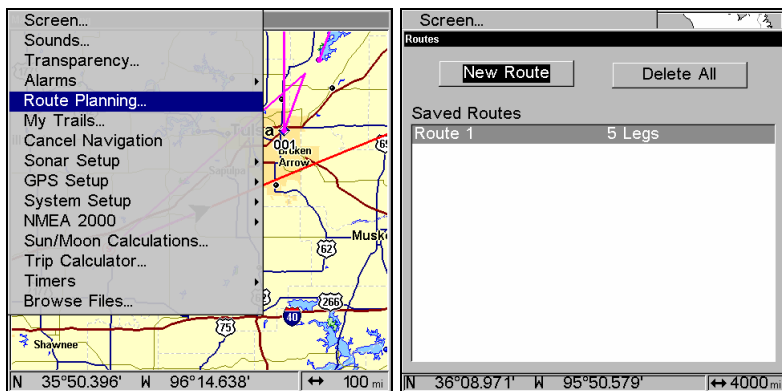 Screen...
Sounds...
Transparency...
Alarms
Route Planning...
My Trails...
Cancel Navigation
Sonar Setup
GPS Setup
System Setup
NMEA 2000
Sun/Moon Calculations...
Trip Calculator...
Timers
Browse Files...
Tulsa
001
Broken
Arrow
Sapulpa
Musk
62
266
40
75
Shawnee
N 35°50.396' W 96°14.638' ↔ 100 mi
Screen...
Routes
New Route Delete All
Saved Routes
Route 1 5 Legs
N 36°08.971' W 95°50.579' ↔ 4000 mi